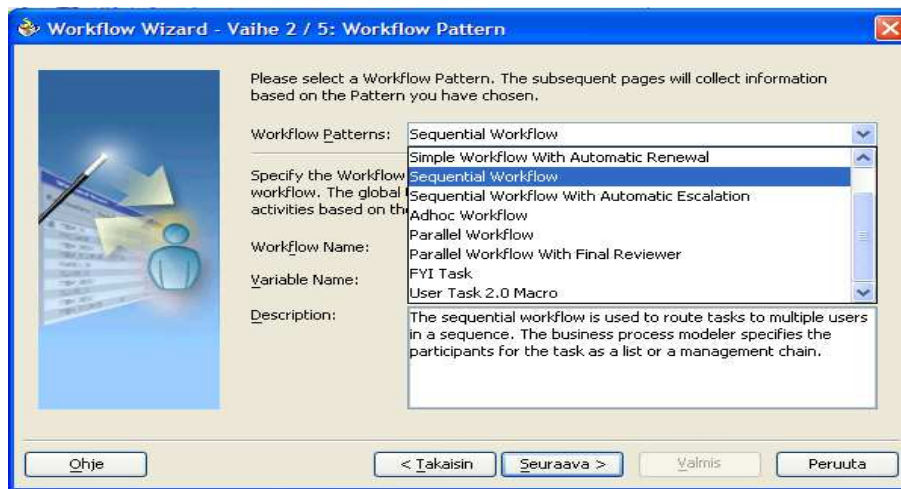 Workflow Wizard - Vaihe 2 / 5: Workflow Pattern
Please select a Workflow Pattern. The subsequent pages will collect information
based on the Pattern you have chosen.
Workflow Patterns: Sequential Workflow
Simple Workflow With Automatic Renewal
Sequential Workflow
Sequential Workflow With Automatic Escalation
Adhoc Workflow
Parallel Workflow
Parallel Workflow With Final Reviewer
FYI Task
User Task 2.0 Macro
Specify the Workflow
workflow. The global
activities based on
Workflow Name:
Variable Name:
Description:
The sequential workflow is used to route tasks to multiple users
in a sequence. The business process modeler specifies the
participants for the task as a list or a management chain.
Ohje < Takaisin Seuraava > Valmis Peruuta